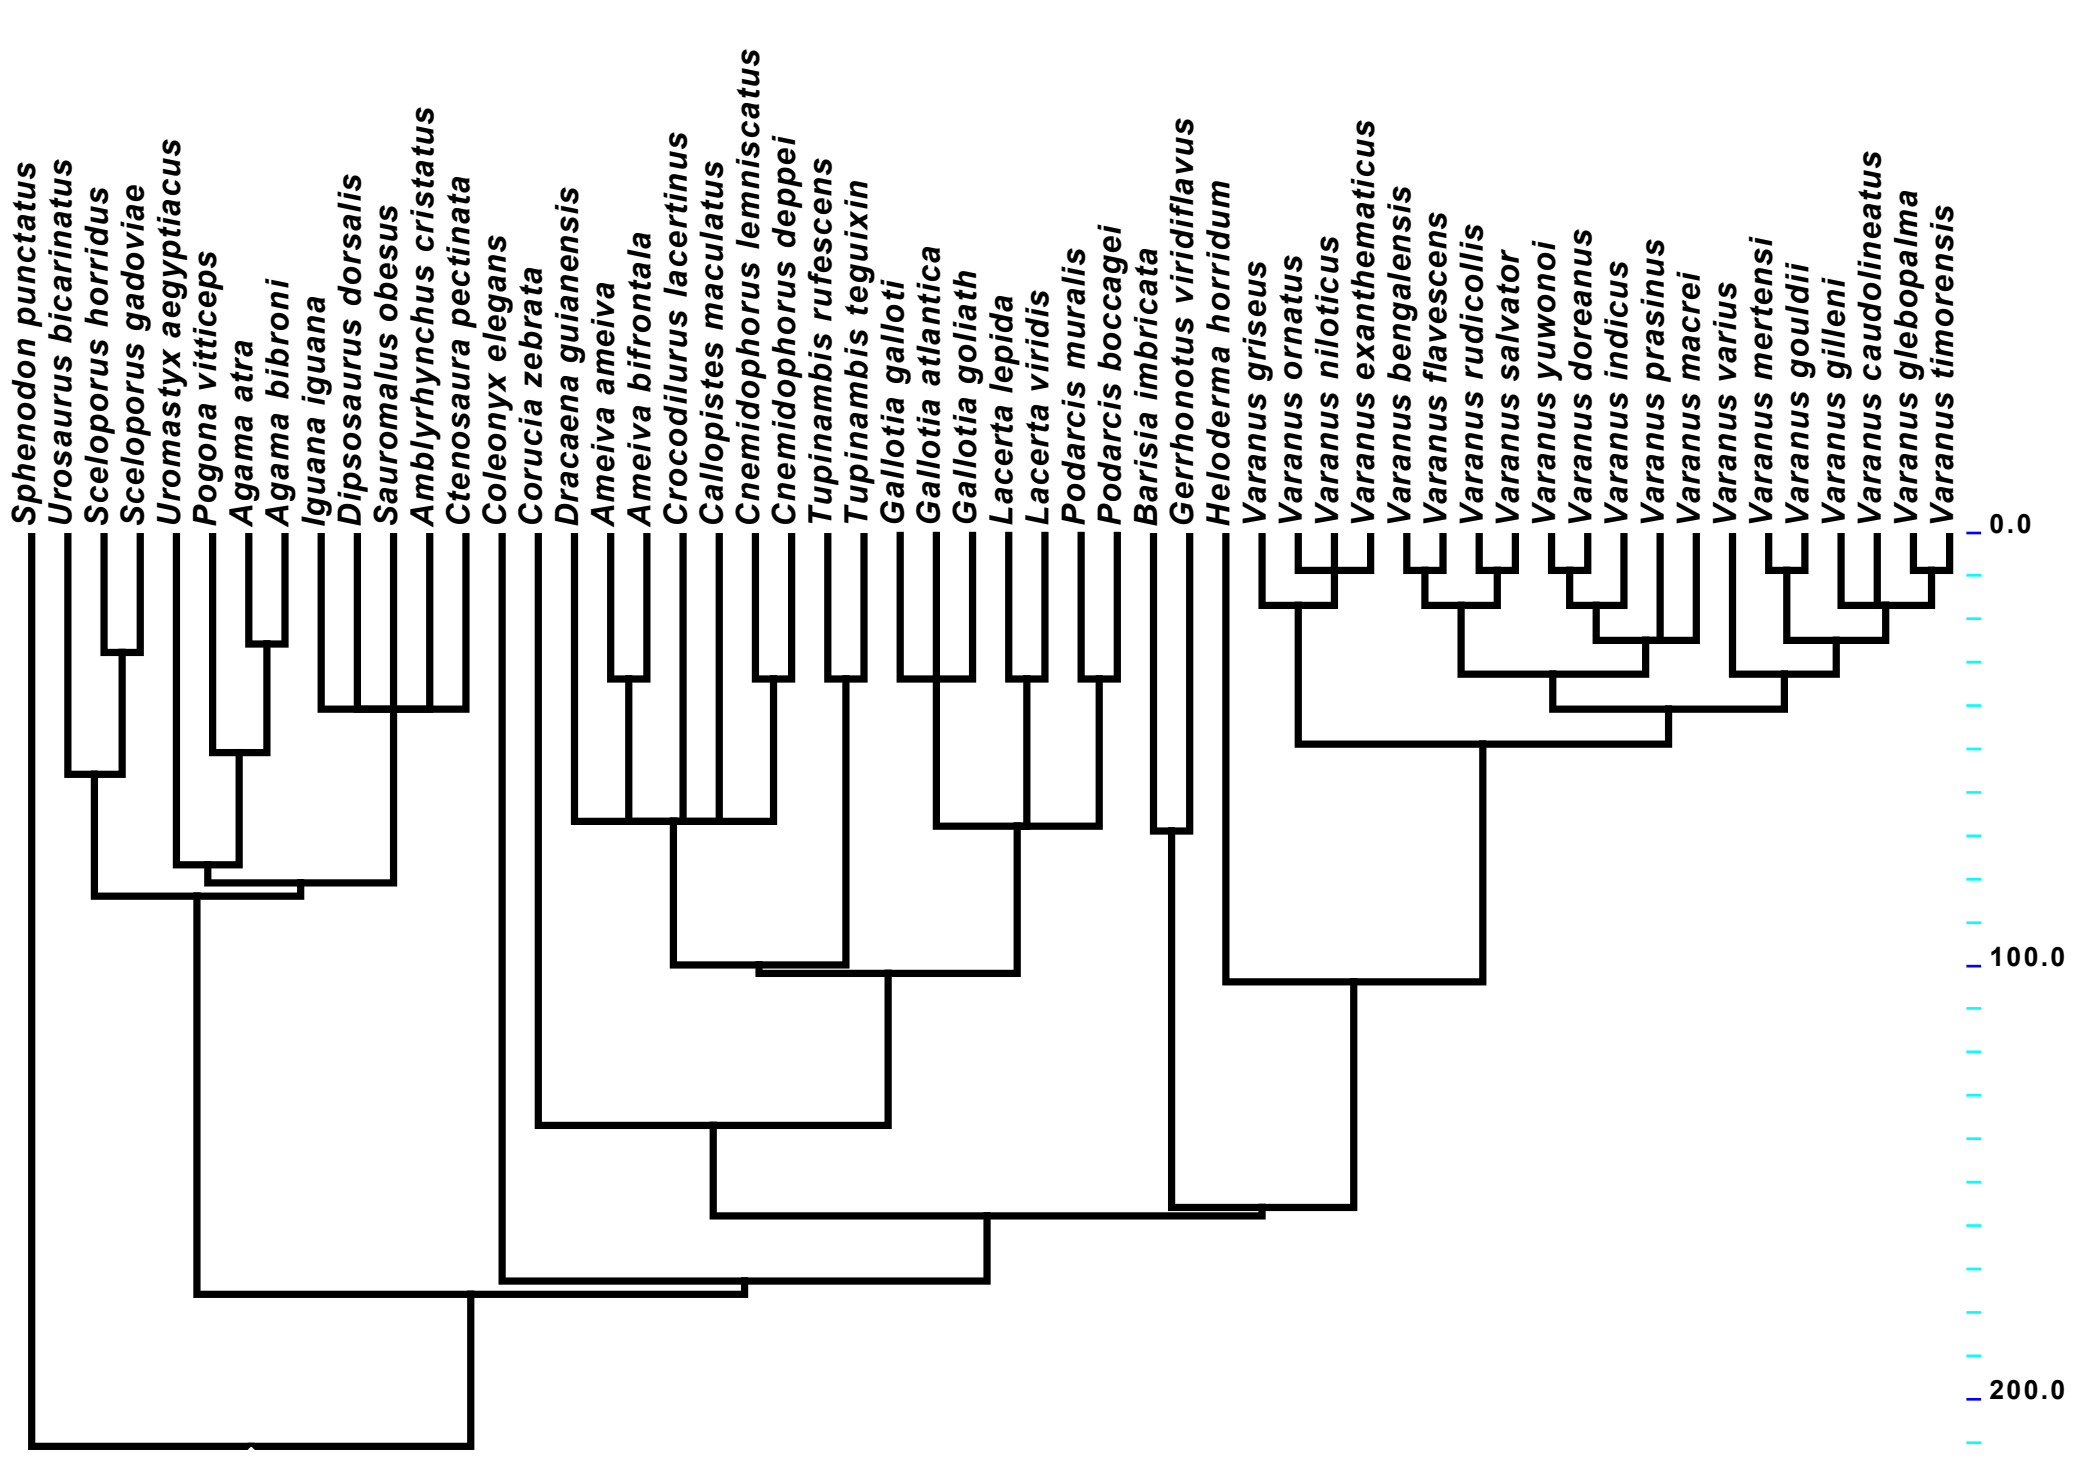 Sphenodon punctatus
Urosaurus bicarinatus
Sceloporus horridus
Sceloporus gadoviae
Uromastyx aegyptiacus
Pogona vitticeps
Agama atra
Agama bibroni
Iguana iguana
Dipsosaurus dorsalis
Sauromalus obesus
Amblyrhynchus cristatus
Ctenosaura pectinata
Coleonyx elegans
Corucia zebrata
Dracaena guianensis
Ameiva ameiva
Ameiva bifrontala
Crocodilurus lacertinus
Callopistes maculatus
Cnemidophorus lemniscatus
Cnemidophorus deppei
Tupinambis rufescens
Tupinambis teguixin
Gallotia galloti
Gallotia atlantica
Gallotia goliath
Lacerta lepida
Lacerta viridis
Podarcis muralis
Podarcis boccagei
Barisia imbricata
Gerrhonotus viridiflavus
Heloderma horridum
Varanus griseus
Varanus ornatus
Varanus niloticus
Varanus exanthematicus
Varanus bengalensis
Varanus flavescens
Varanus rudicollis
Varanus salvator
Varanus yuwonoi
Varanus doreanus
Varanus indicus
Varanus prasinus
Varanus macrei
Varanus varius
Varanus mertensi
Varanus gouldii
Varanus gilleni
Varanus caudolineatus
Varanus glebopalma
Varanus timorensis
0.0
100.0
200.0